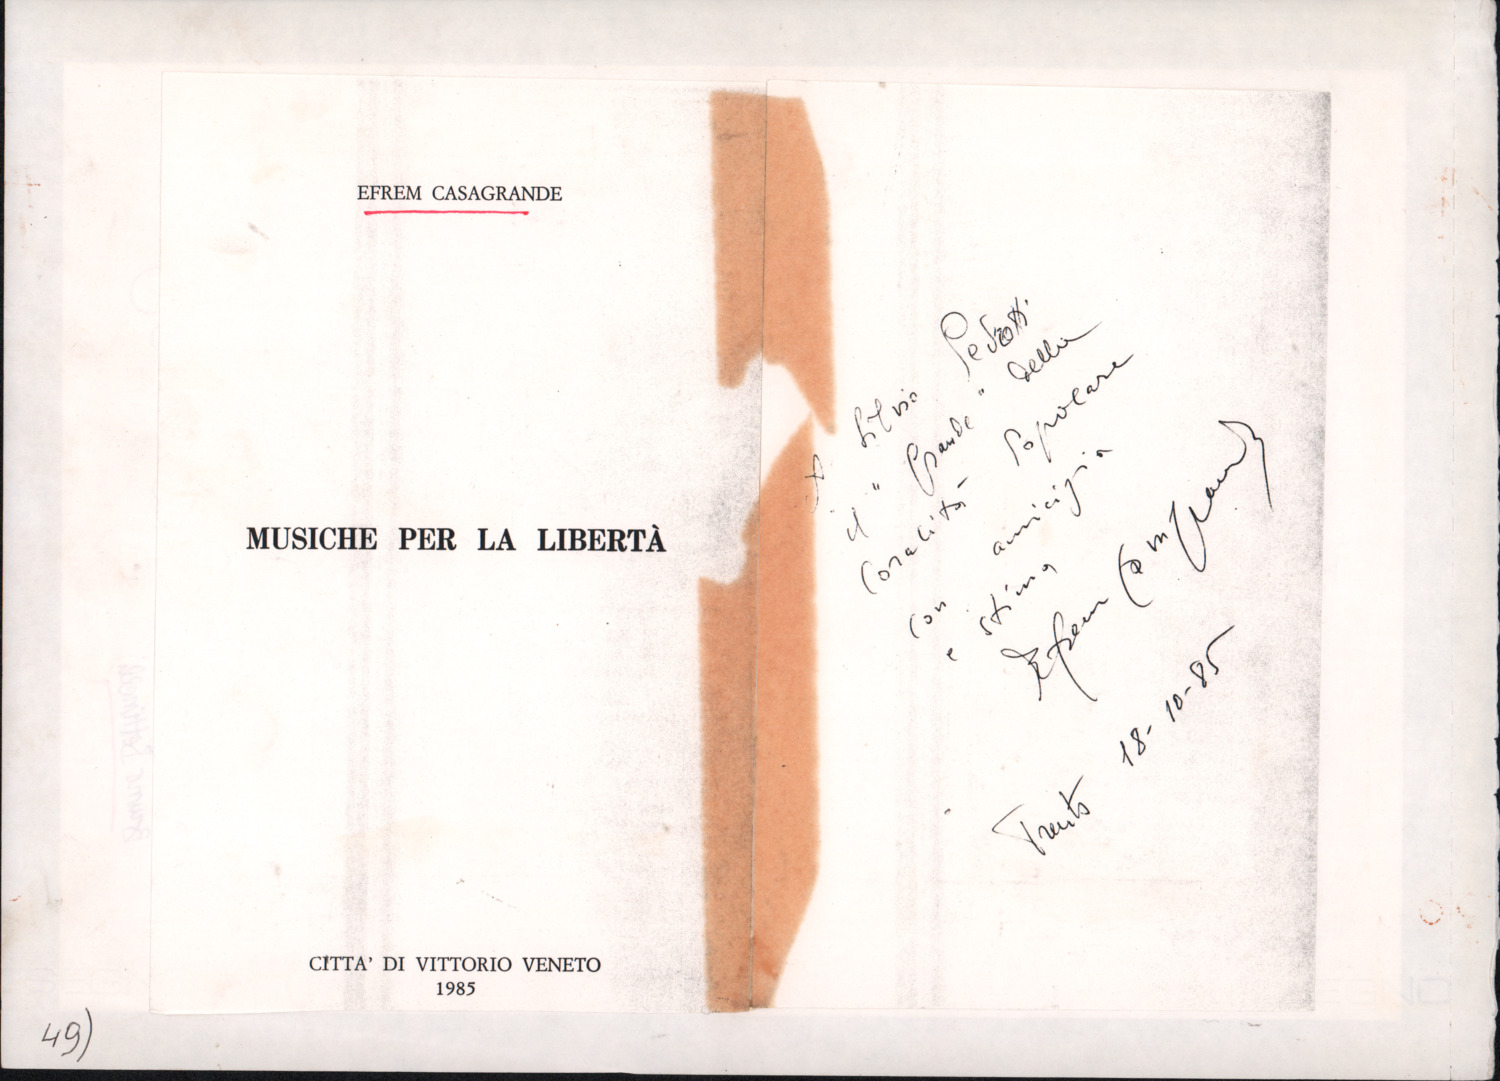 EFREM CASAGRANDE
MUSICHE PER LA LIBERTÀ
CITTA' DI VITTORIO VENETO
1985
A Silvio Pedrotti
il "Grande" della
Coralità Popolare
con amicizia
e stima
Efrem Casagrande
Trento 18-10-85
49)